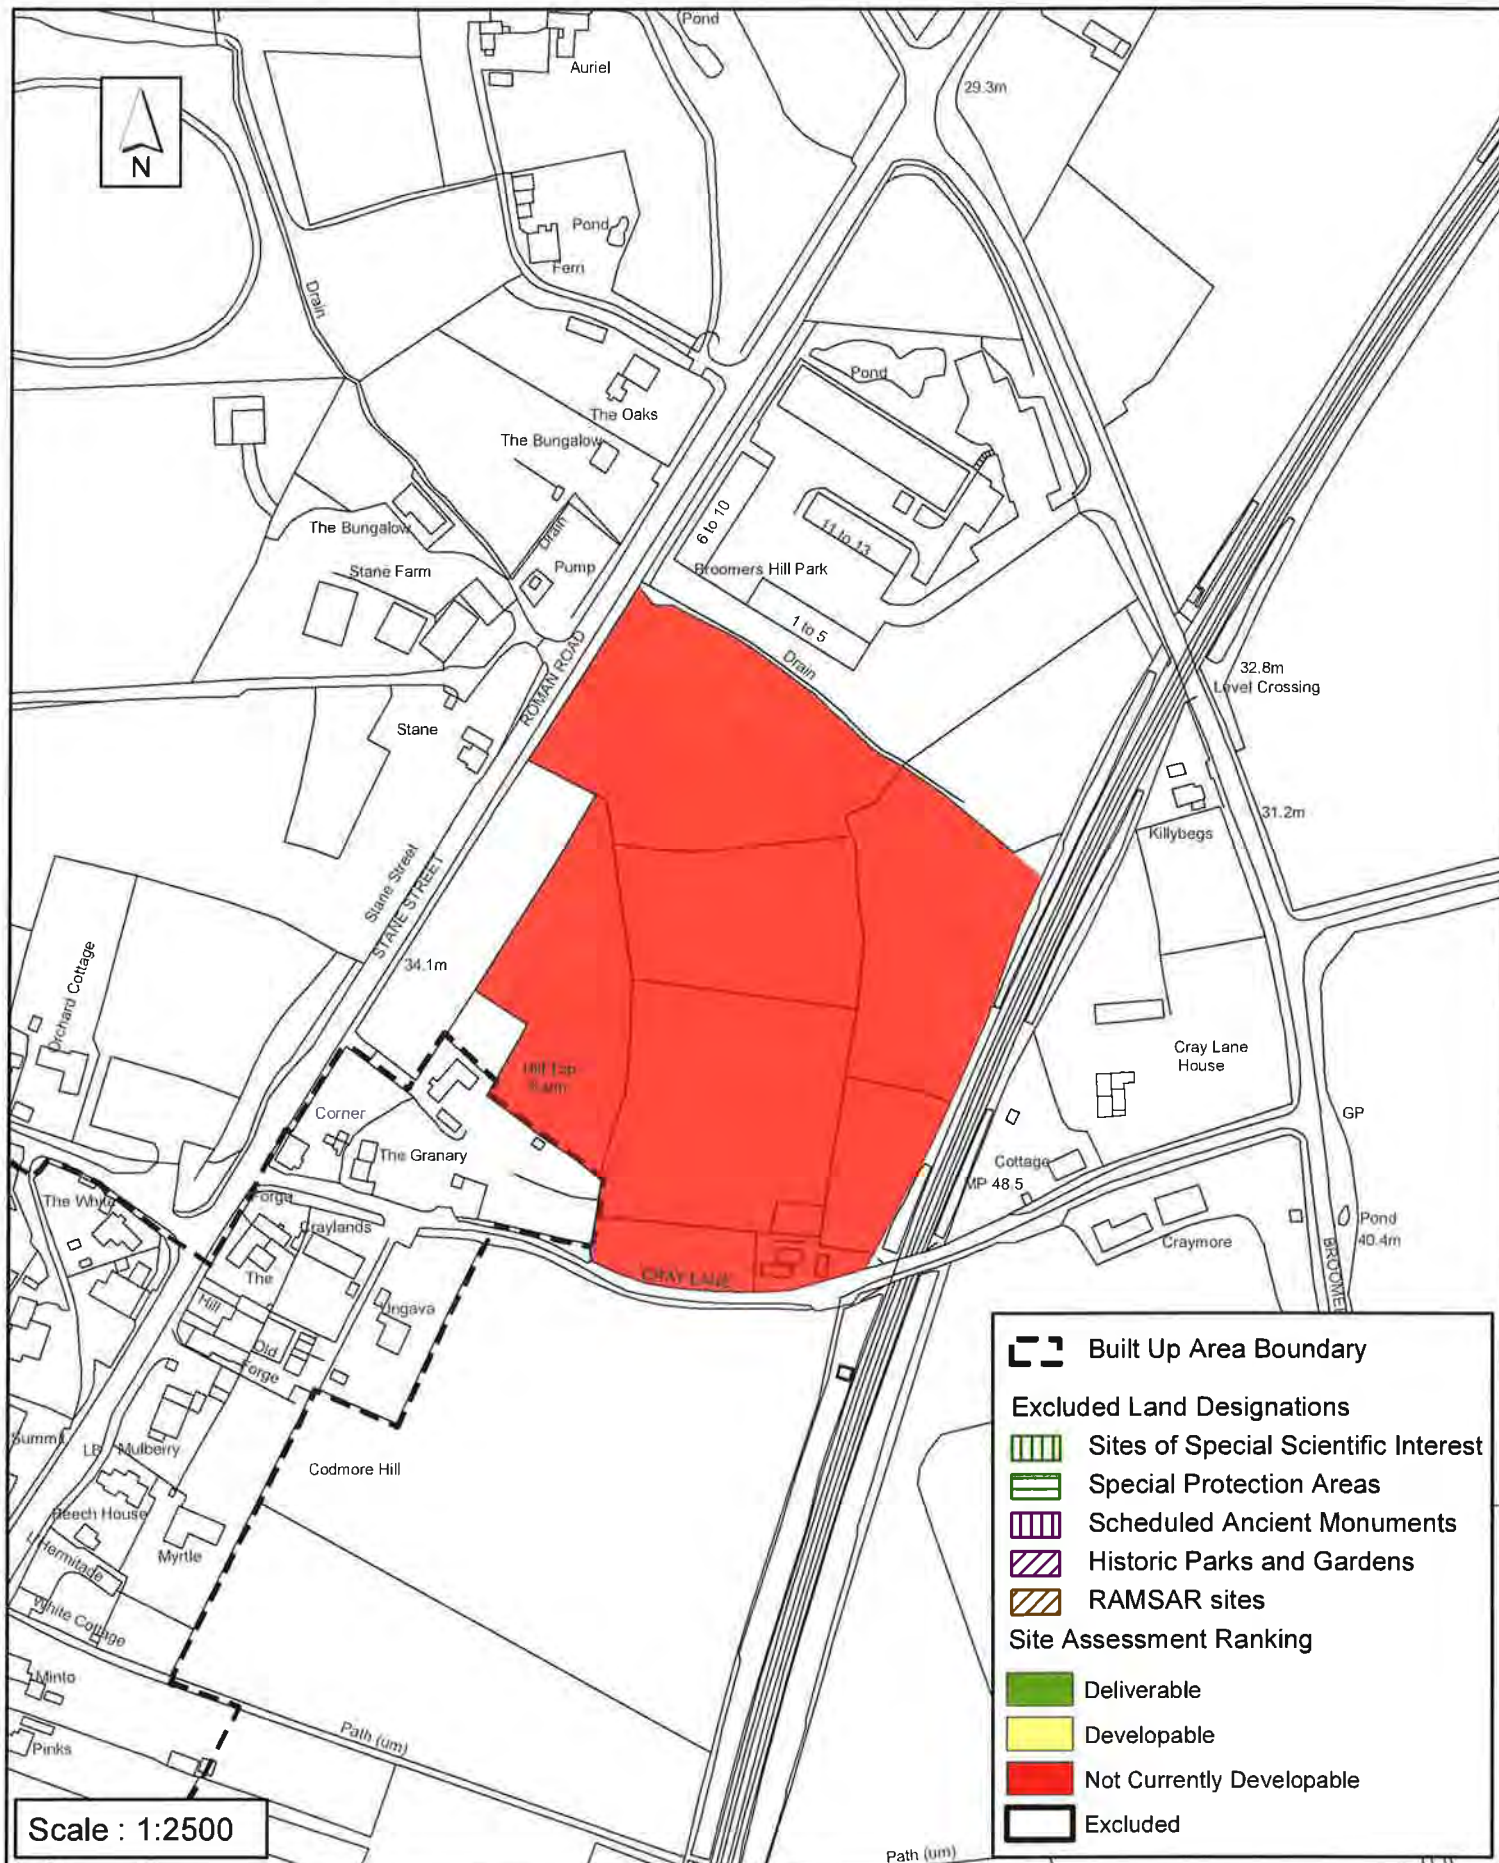 Pond
Auriel
29.3m
N
Pond
Fern
Drain
Pond
The Oaks
The Bungalow
6 to 10
11 to 13
The Bungalow
Drain
Stane Farm
Pump
Broomers Hill Park
1 to 5
Drain
ROMAN ROAD
32.8m
Level Crossing
Stane
31.2m
Killybegs
Stane Street
STANE STREET
34.1m
Orchard Cottage
Cray Lane
House
Hill Top
Farm
Corner
GP
The Granary
Cottage
MP 48.5
The White
Forge
Craylands
Pond
40.4m
Craymore
The
CRAY LANE
Hill
Ungava
Old
Forge
Summit
LB
Mulberry
Codmore Hill
Beech House
Myrtle
L'Hermitage
White Cottage
Minto
Pinks
Path (um)
Path (um)
Scale : 1:2500
Built Up Area Boundary
Excluded Land Designations
Sites of Special Scientific Interest
Special Protection Areas
Scheduled Ancient Monuments
Historic Parks and Gardens
RAMSAR sites
Site Assessment Ranking
Deliverable
Developable
Not Currently Developable
Excluded